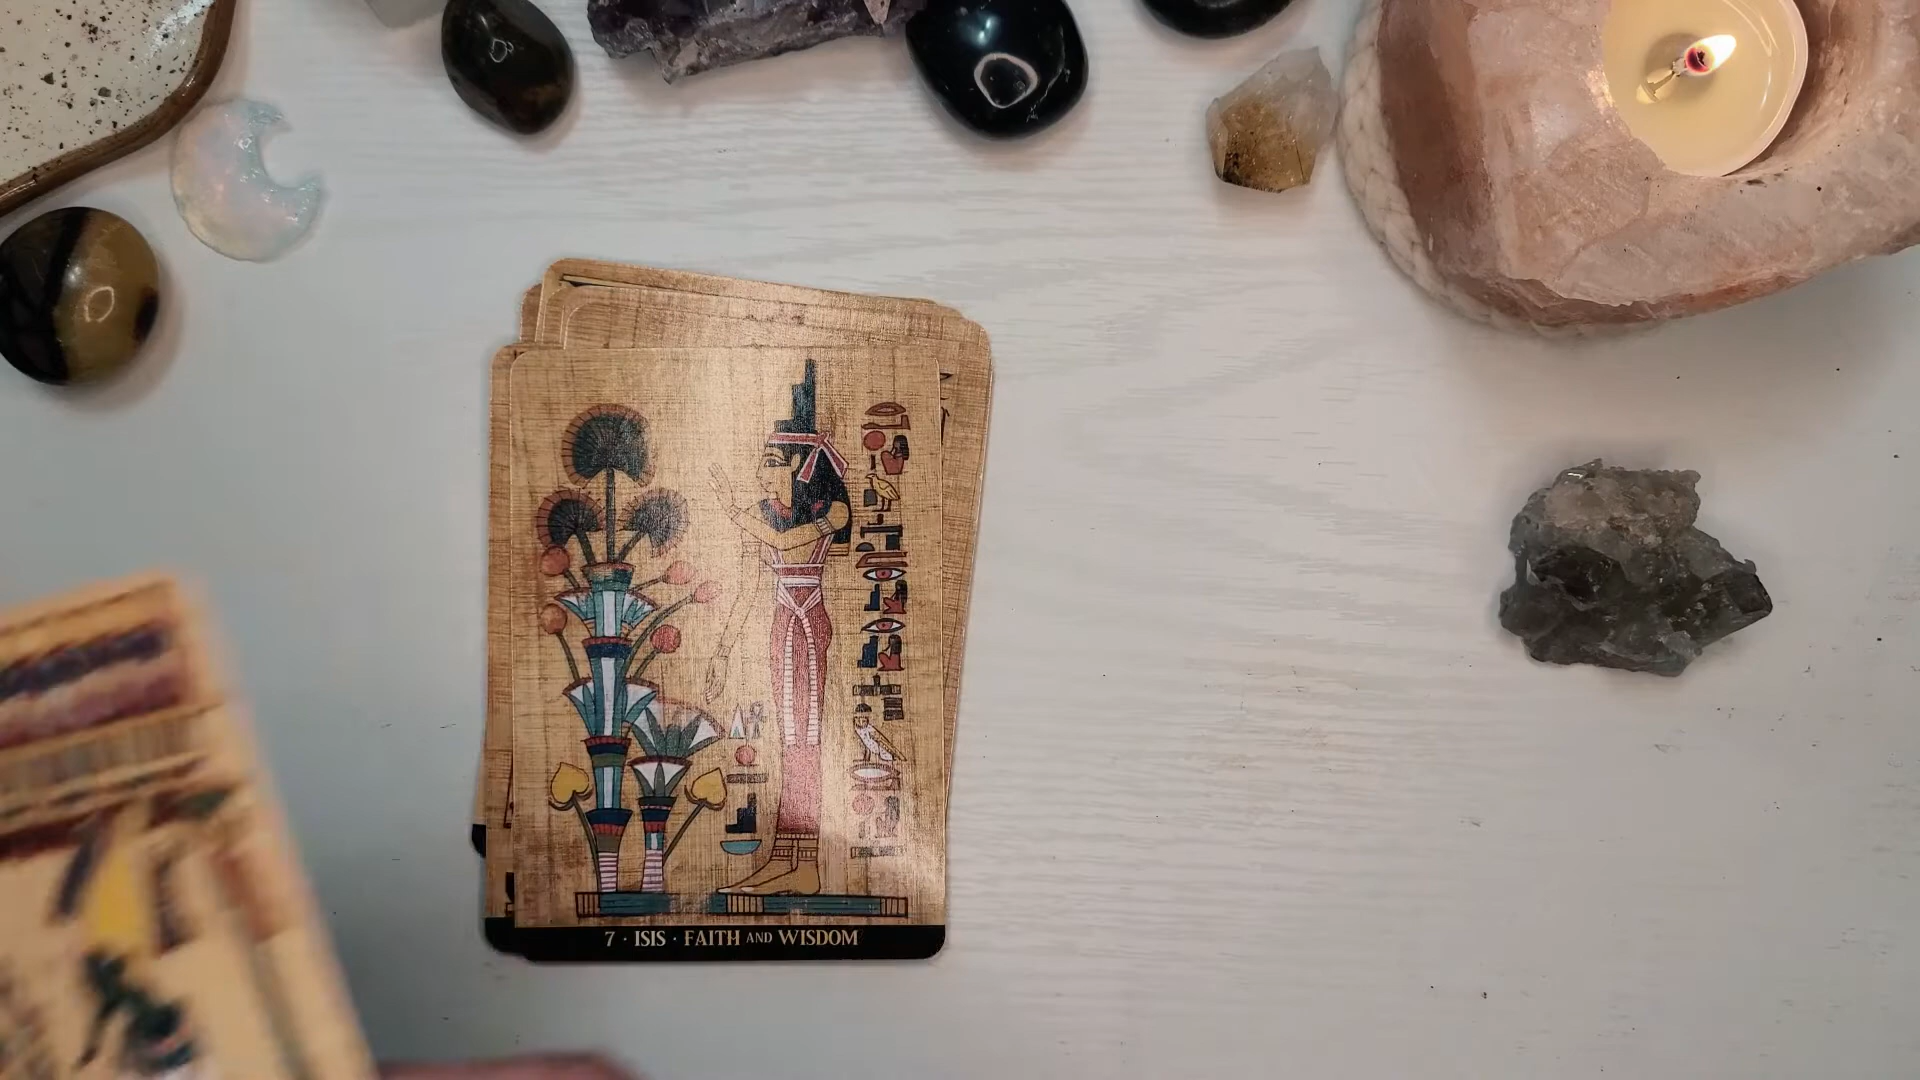 7 · ISIS · FAITH AND WISDOM